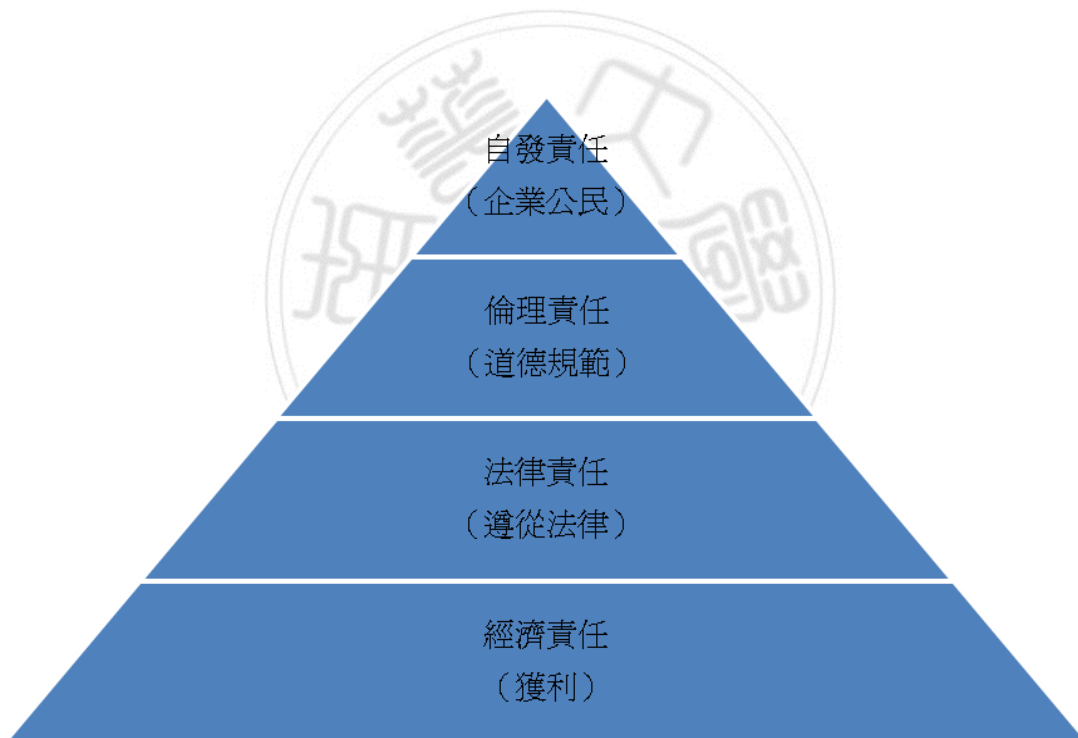 自發責任
（企業公民）
倫理責任
（道德規範）
法律責任
（遵從法律）
經濟責任
（獲利）